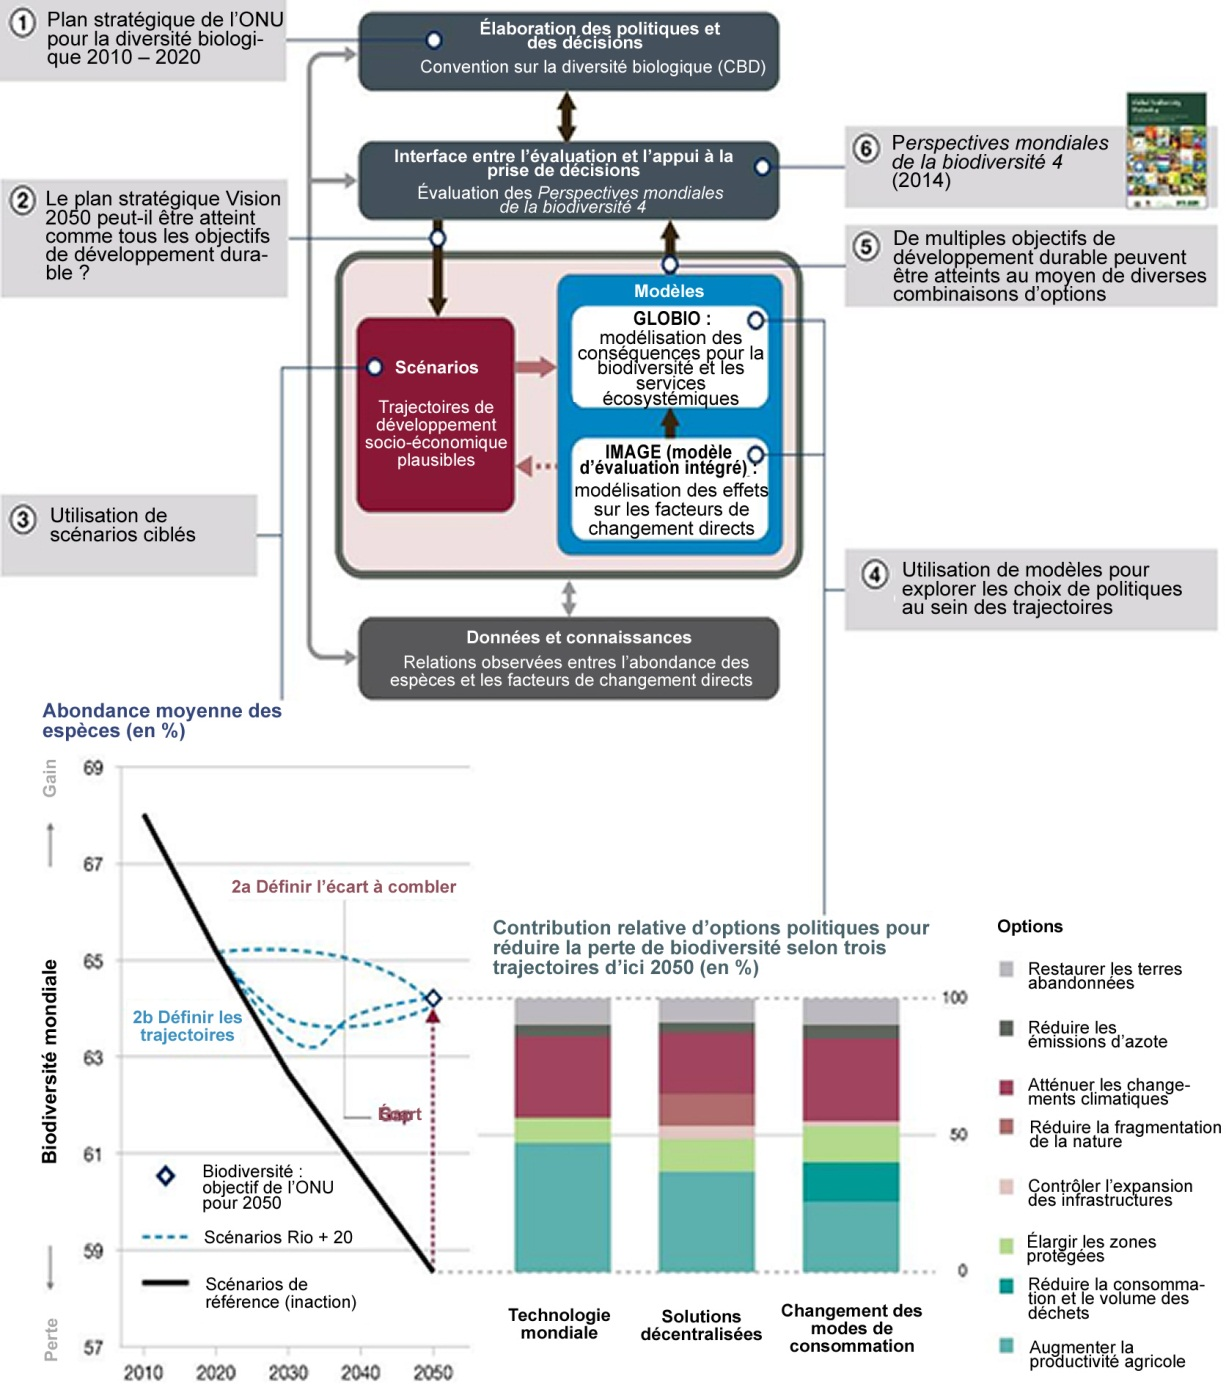 1
Plan stratégique de l'ONU
pour la diversité biologi-
que 2010 – 2020
Élaboration des politiques et
des décisions
Convention sur la diversité biologique (CBD)
Interface entre l'évaluation et l'appui à la
prise de décisions
Évaluation des Perspectives mondiales
de la biodiversité 4
6
Perspectives mondiales
de la biodiversité 4
(2014)
2
Le plan stratégique Vision
2050 peut-il être atteint
comme tous les objectifs
de développement dura-
ble ?
5
De multiples objectifs de
développement durable peuvent
être atteints au moyen de diverses
combinaisons d'options
Modèles
GLOBIO :
modélisation des
conséquences pour la
biodiversité et les
services
écosystémiques
Scénarios
Trajectoires de
développement
socio-économique
plausibles
IMAGE (modèle
d'évaluation intégré) :
modélisation des effets
sur les facteurs de
changement directs
3
Utilisation de
scénarios ciblés
4
Utilisation de modèles pour
explorer les choix de politiques
au sein des trajectoires
Données et connaissances
Relations observées entres l'abondance des
espèces et les facteurs de changement directs
Abondance moyenne des
espèces (en %)
Gain
Biodiversité mondiale
Perte
69
67
65
63
61
59
57
2010 2020 2030 2040 2050
2a Définir l'écart à combler
2b Définir les
trajectoires
Biodiversité :
objectif de l'ONU
pour 2050
Scénarios Rio + 20
Scénarios de
référence (inaction)
Contribution relative d'options politiques pour
réduire la perte de biodiversité selon trois
trajectoires d'ici 2050 (en %)
100
50
0
Technologie
mondiale
Solutions
décentralisées
Changement des
modes de
consommation
Options
Restaurer les terres
abandonnées
Réduire les
émissions d'azote
Atténuer les change-
ments climatiques
Réduire la fragmentation
de la nature
Contrôler l'expansion
des infrastructures
Élargir les zones
protégées
Réduire la consomma-
tion et le volume des
déchets
Augmenter la
productivité agricole